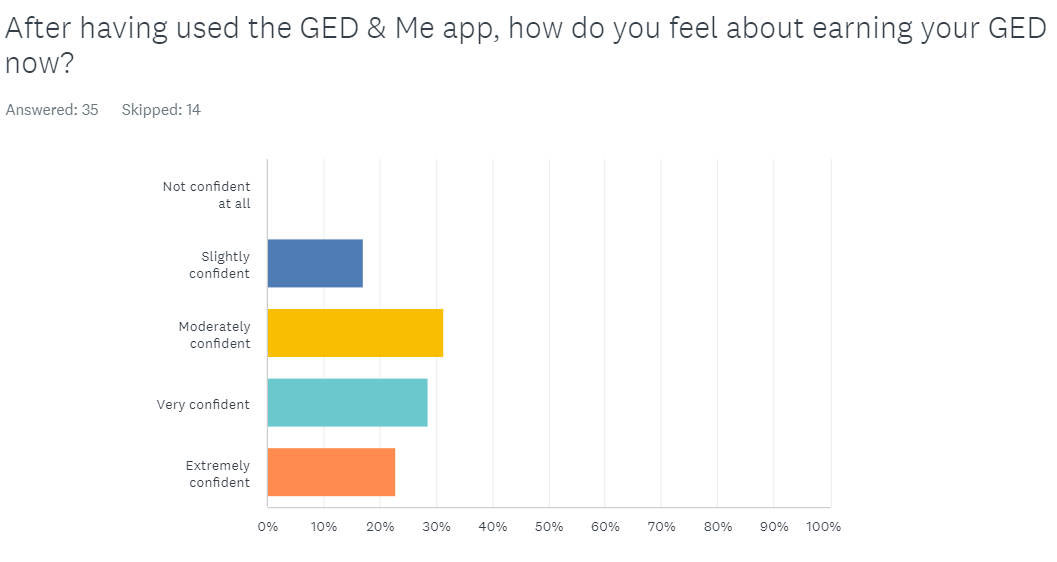 After having used the GED & Me app, how do you feel about earning your GED
now?
Answered: 35 Skipped: 14
Not confident
at all
Slightly
confident
Moderately
confident
Very confident
Extremely
confident
0% 10% 20% 30% 40% 50% 60% 70% 80% 90% 100%